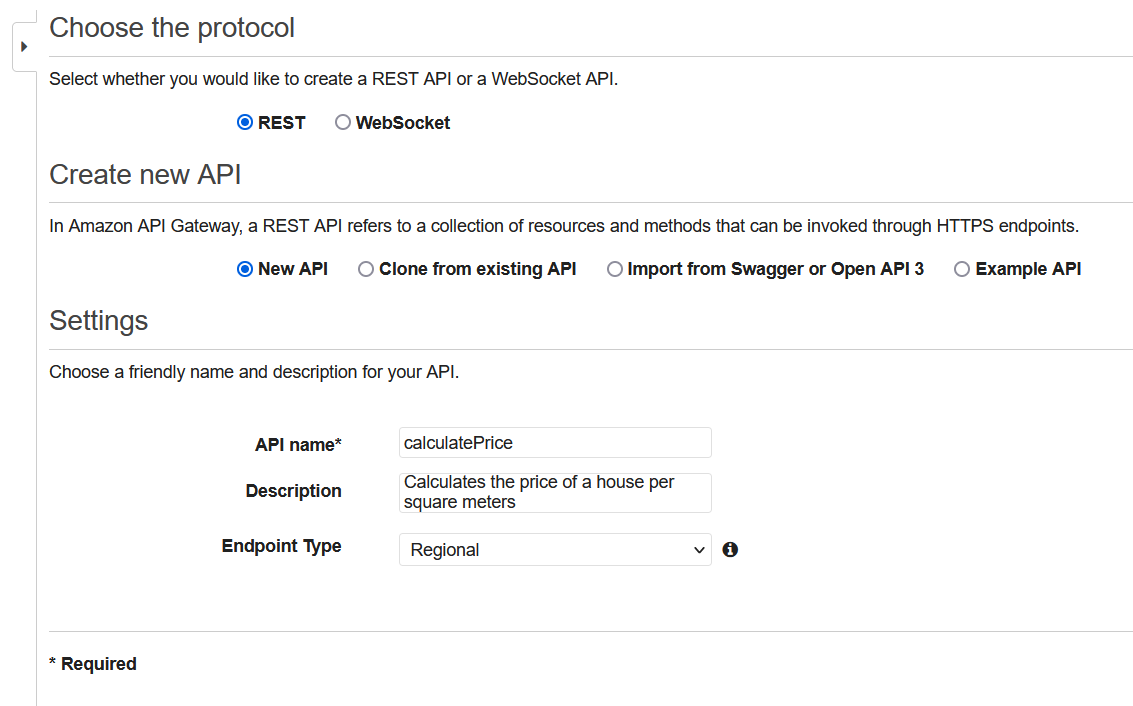 Choose the protocol
Select whether you would like to create a REST API or a WebSocket API.
REST WebSocket
Create new API
In Amazon API Gateway, a REST API refers to a collection of resources and methods that can be invoked through HTTPS endpoints.
New API Clone from existing API Import from Swagger or Open API 3 Example API
Settings
Choose a friendly name and description for your API.
API name* calculatePrice
Description Calculates the price of a house per
square meters
Endpoint Type Regional
* Required